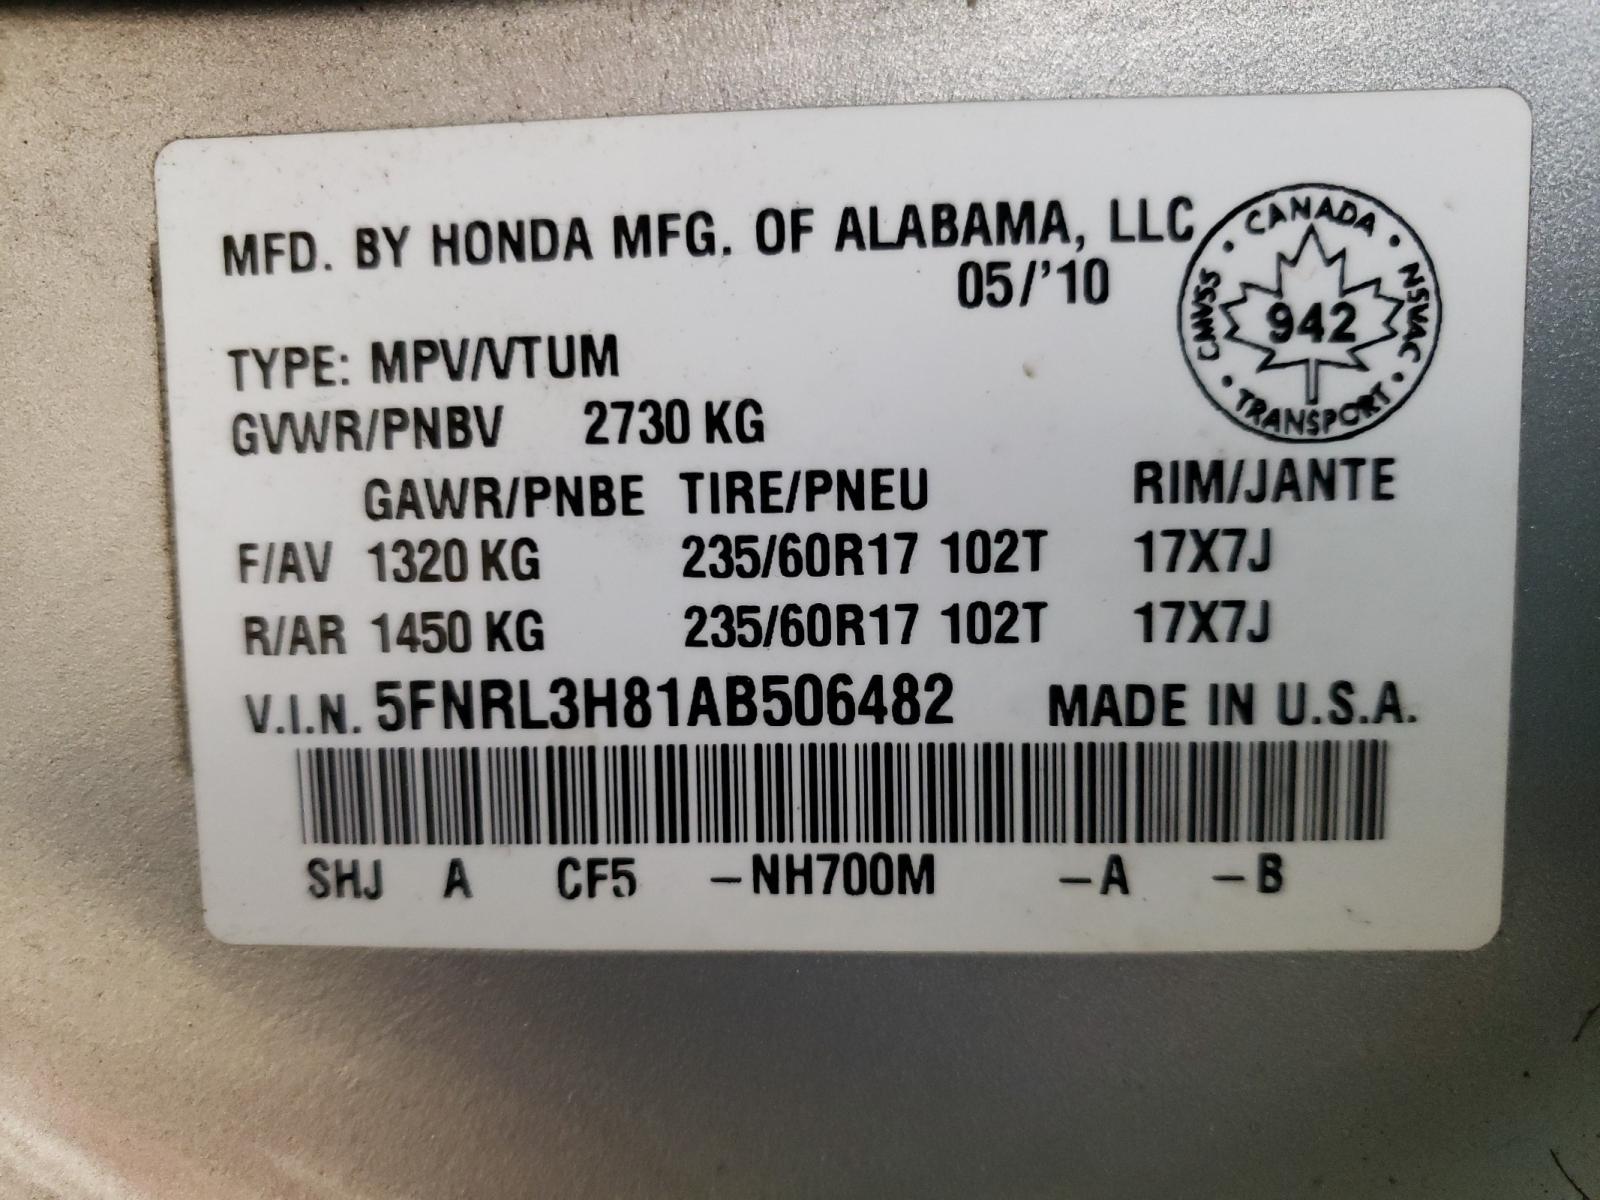 MFD. BY HONDA MFG. OF ALABAMA, LLC
05/'10
CANADA
CMVSS 942 NSVAC
TRANSPORT
TYPE: MPV/VTUM
GVWR/PNBV 2730 KG
GAWR/PNBE TIRE/PNEU RIM/JANTE
F/AV 1320 KG 235/60R17 102T 17X7J
R/AR 1450 KG 235/60R17 102T 17X7J
V.I.N. 5FNRL3H81AB506482 MADE IN U.S.A.
SHJ A CF5 –NH700M –A –B